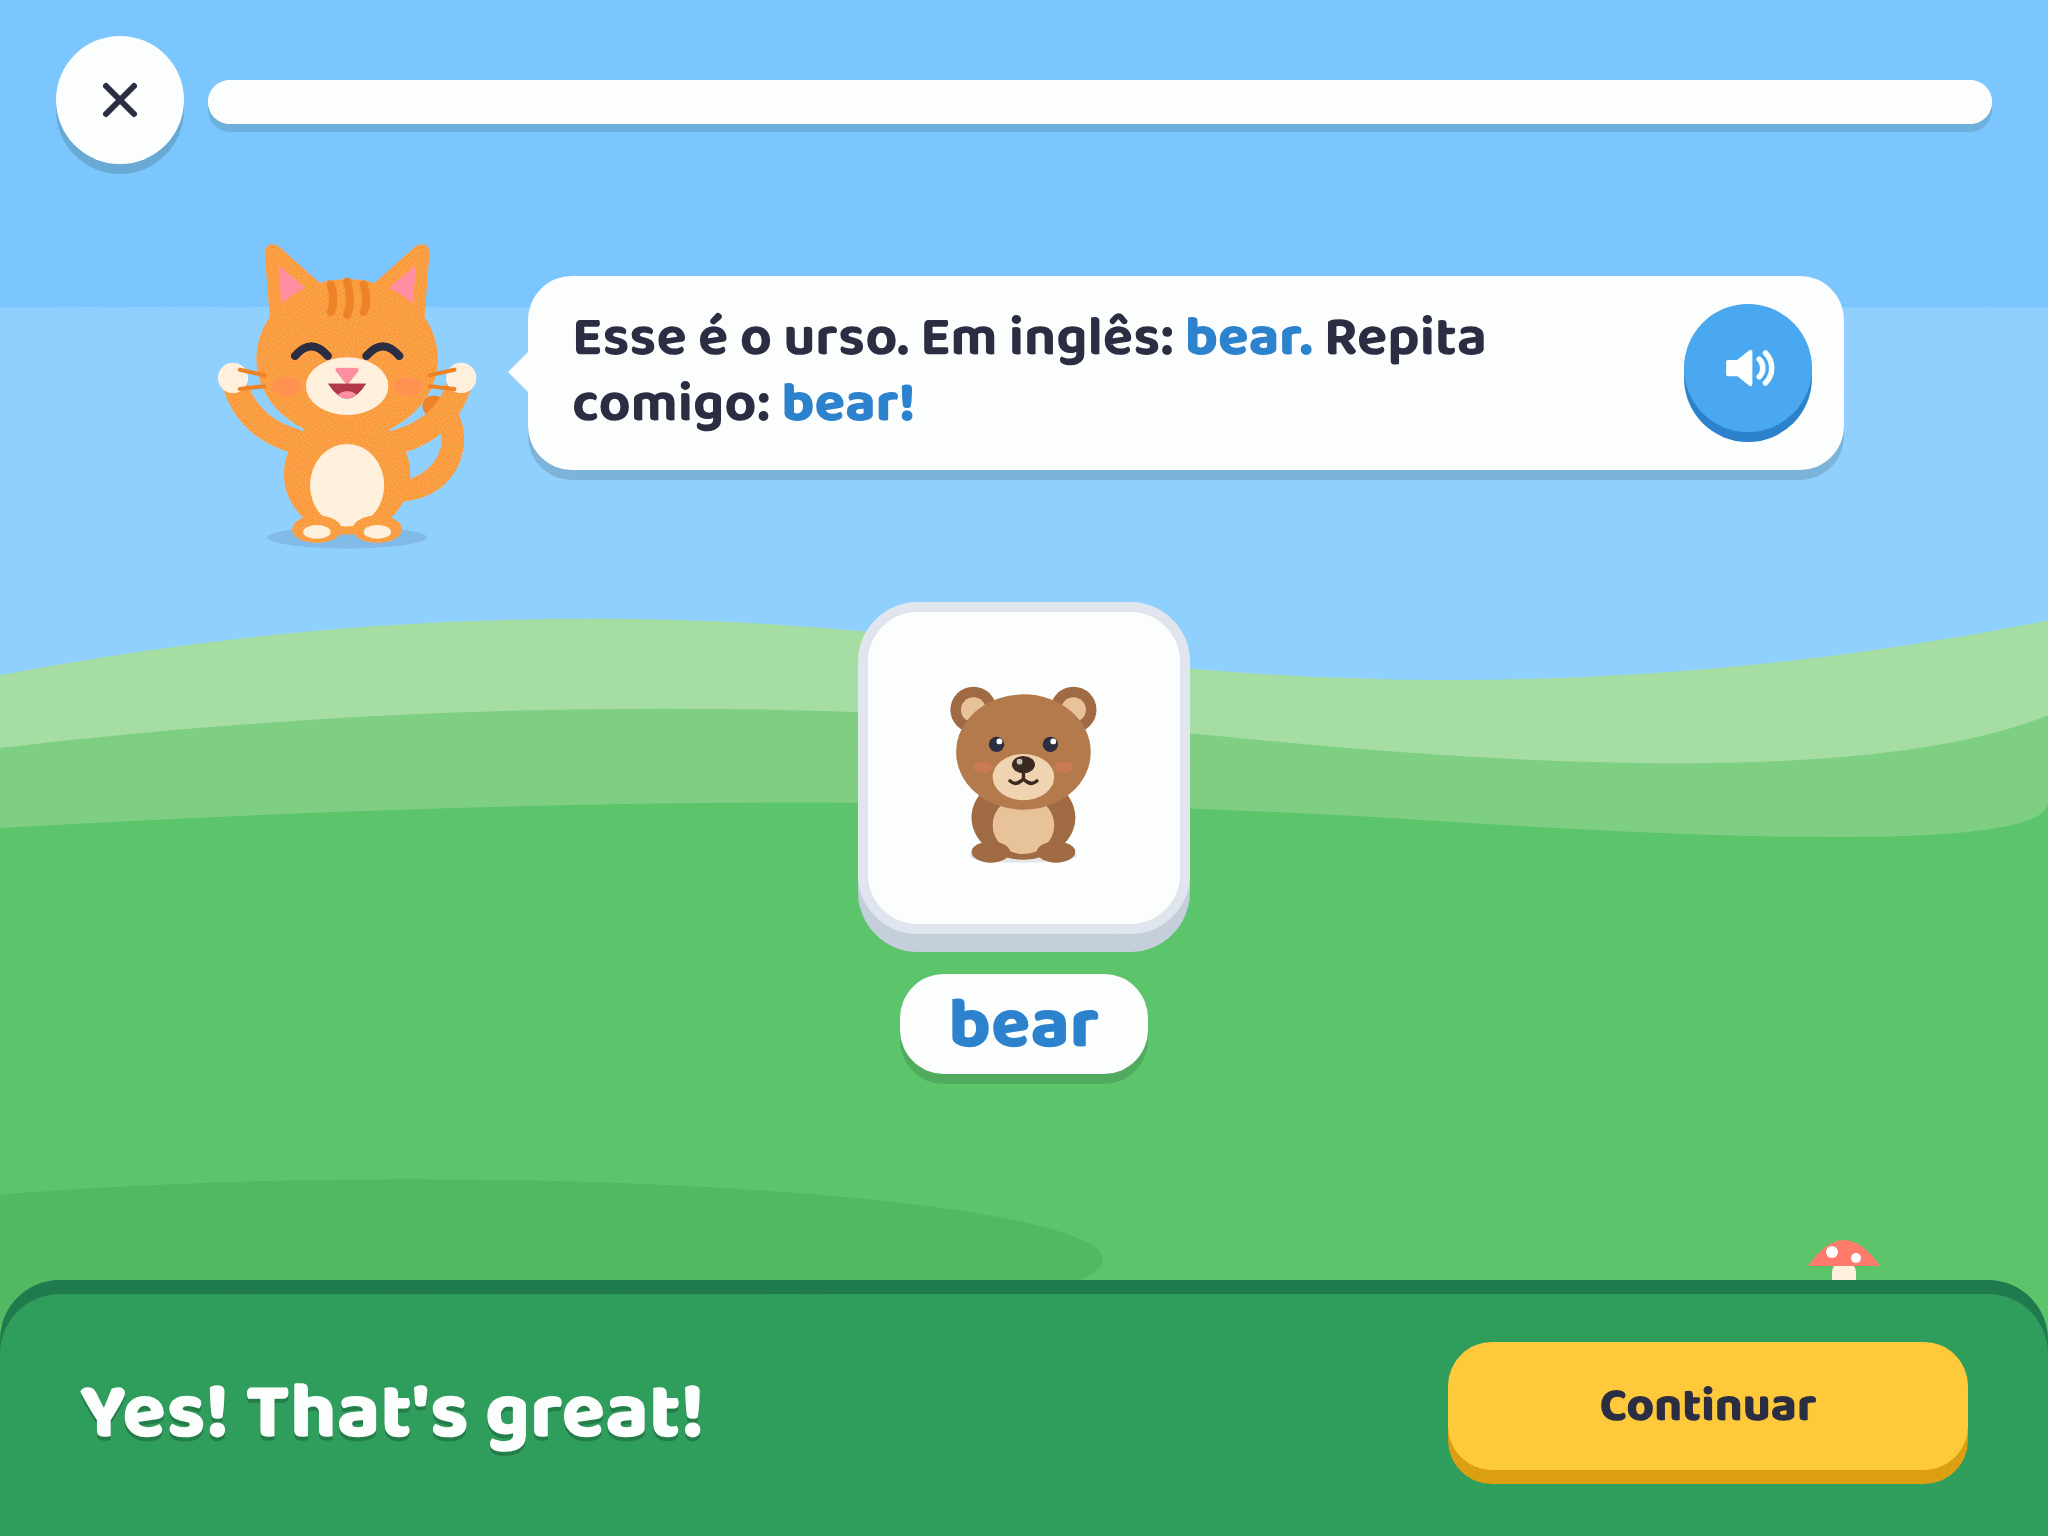 Esse é o urso. Em inglês: bear. Repita
comigo: bear!
bear
Yes! That's great!
Continuar